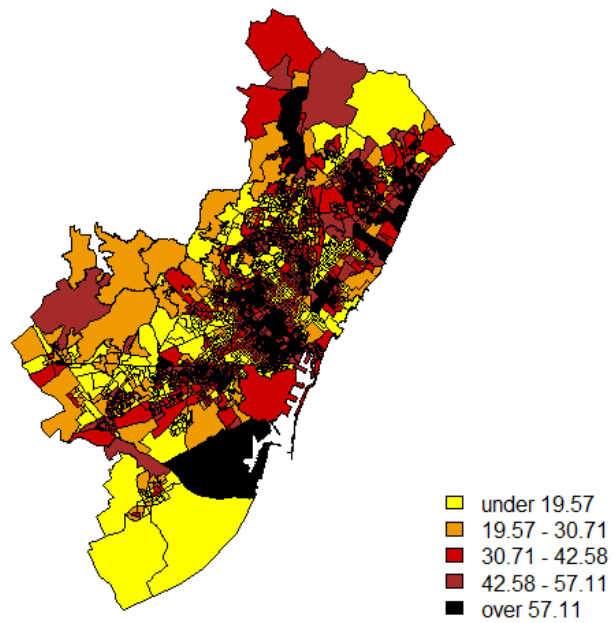 under 19.57
19.57 - 30.71
30.71 - 42.58
42.58 - 57.11
over 57.11